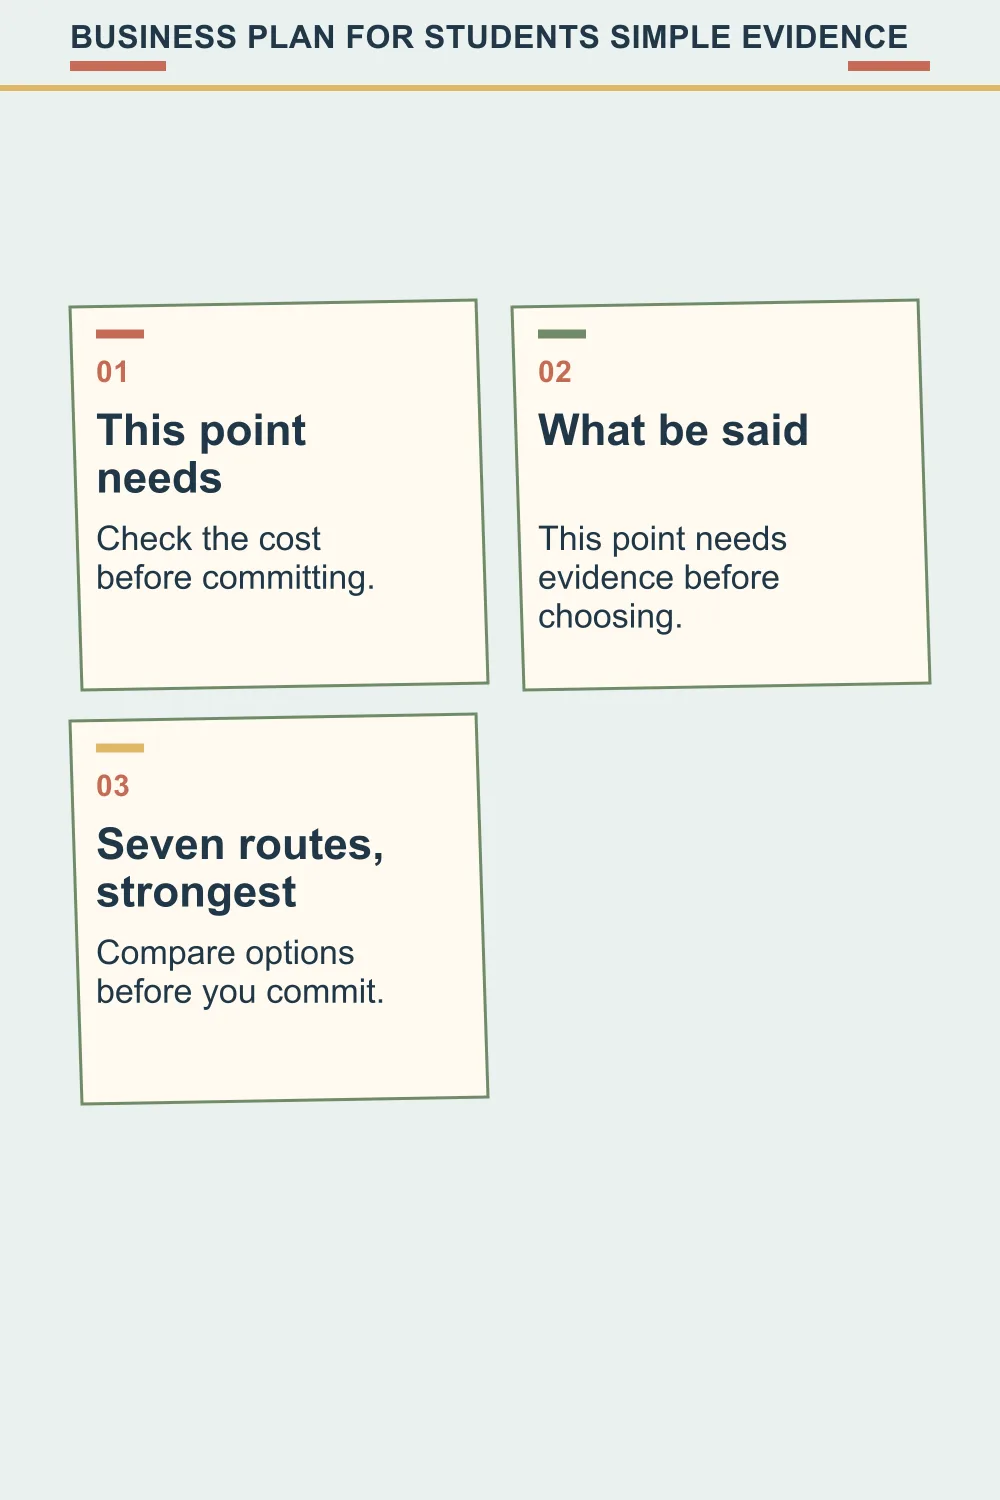 BUSINESS PLAN FOR STUDENTS SIMPLE EVIDENCE
01
This point
needs
Check the cost
before committing.
02
What be said
This point needs
evidence before
choosing.
03
Seven routes,
strongest
Compare options
before you commit.